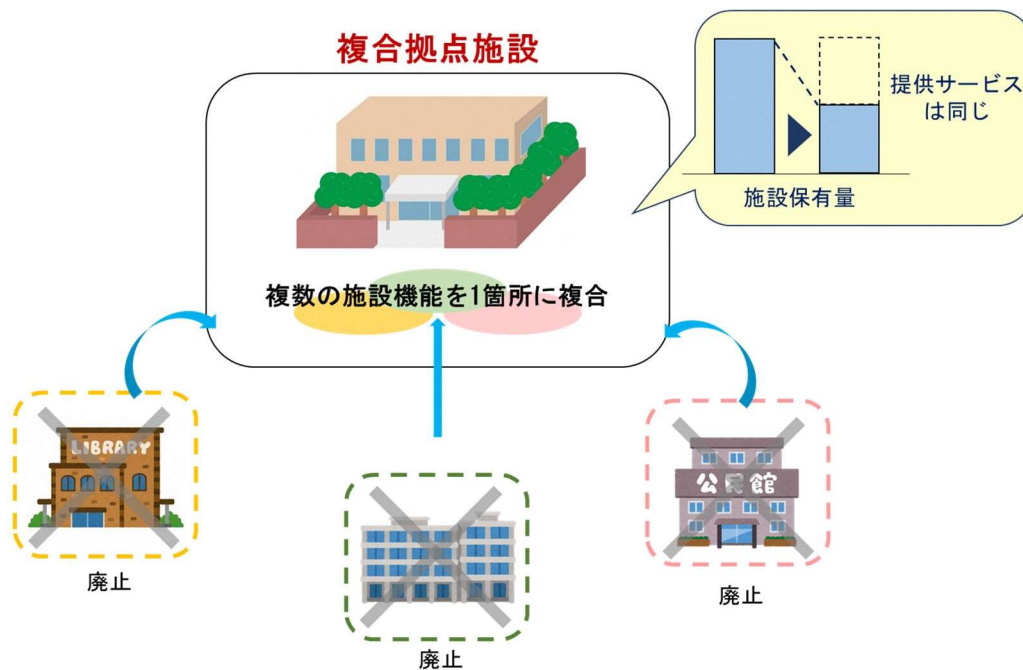 複合拠点施設
提供サービス
は同じ
施設保有量
複数の施設機能を1箇所に複合
LIBRARY
公民館
廃止
廃止
廃止